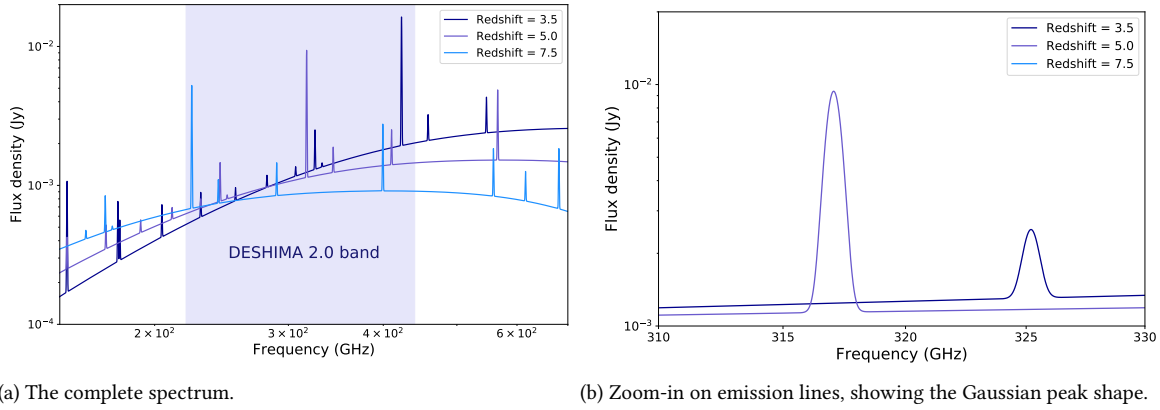 Redshift = 3.5
Redshift = 5.0
Redshift = 7.5
10⁻²
10⁻³
10⁻⁴
Flux density (Jy)
DESHIMA 2.0 band
2 × 10² 3 × 10² 4 × 10² 6 × 10²
Frequency (GHz)
(a) The complete spectrum.
Redshift = 3.5
Redshift = 5.0
Redshift = 7.5
10⁻²
10⁻³
Flux density (Jy)
310 315 320 325 330
Frequency (GHz)
(b) Zoom-in on emission lines, showing the Gaussian peak shape.